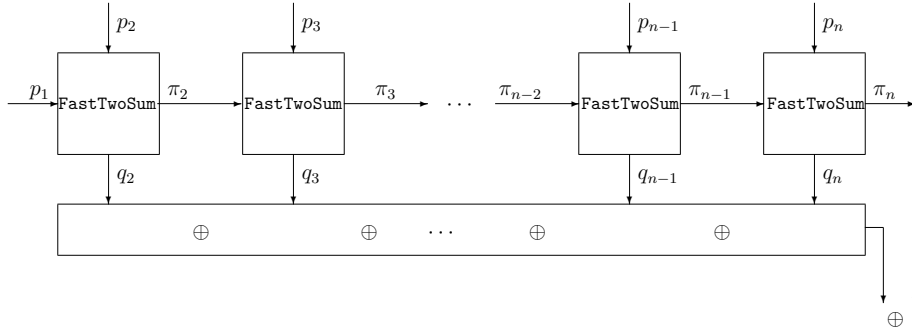 p₂ p₃ pₙ₋₁ pₙ
p₁ FastTwoSum π₂ FastTwoSum π₃ ⋯ πₙ₋₂ FastTwoSum πₙ₋₁ FastTwoSum πₙ
q₂ q₃ qₙ₋₁ qₙ
⊕ ⊕ ⋯ ⊕ ⊕
⊕